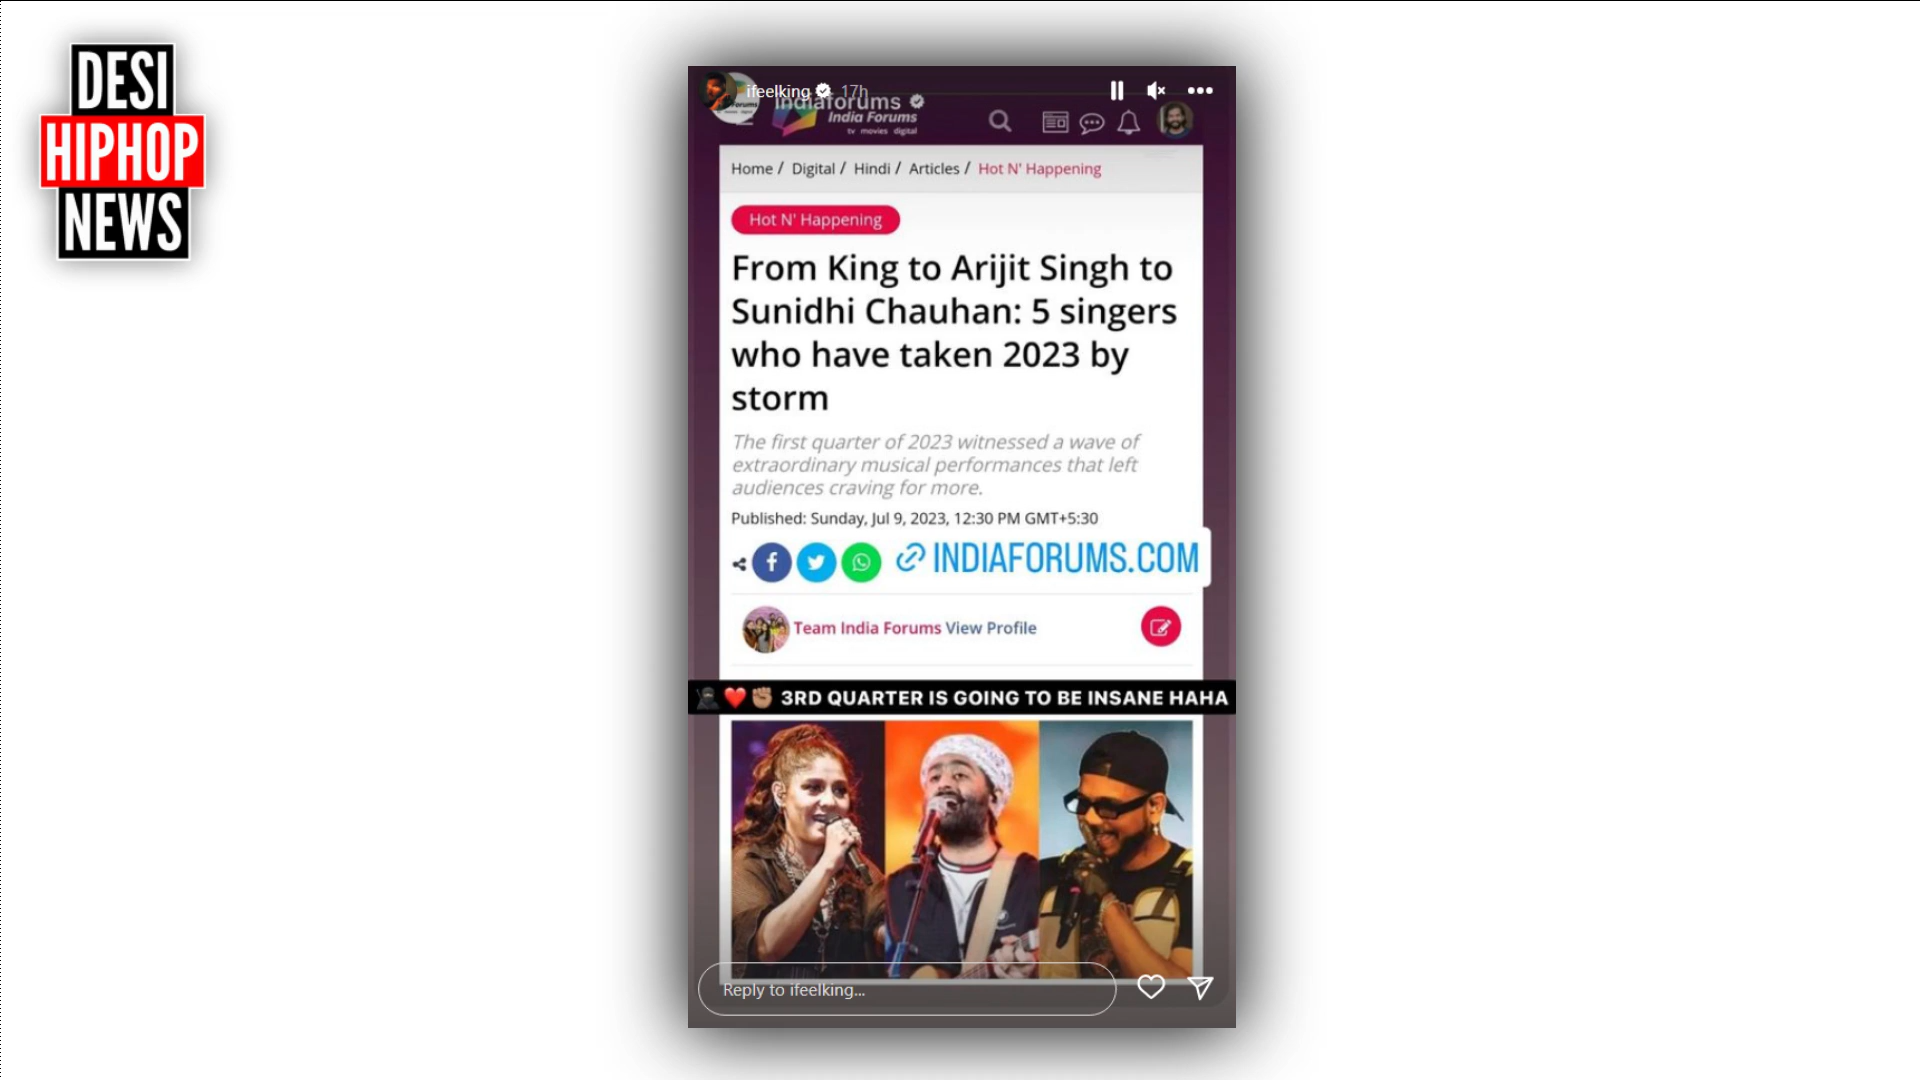 DESI
HIPHOP
NEWS
ifeelking 17h
indiaforums
India Forums
tv movies digital
Home / Digital / Hindi / Articles / Hot N' Happening
Hot N' Happening
From King to Arijit Singh to
Sunidhi Chauhan: 5 singers
who have taken 2023 by
storm
The first quarter of 2023 witnessed a wave of
extraordinary musical performances that left
audiences craving for more.
Published: Sunday, Jul 9, 2023, 12:30 PM GMT+5:30
INDIAFORUMS.COM
Team India Forums View Profile
3RD QUARTER IS GOING TO BE INSANE HAHA
Reply to ifeelking...